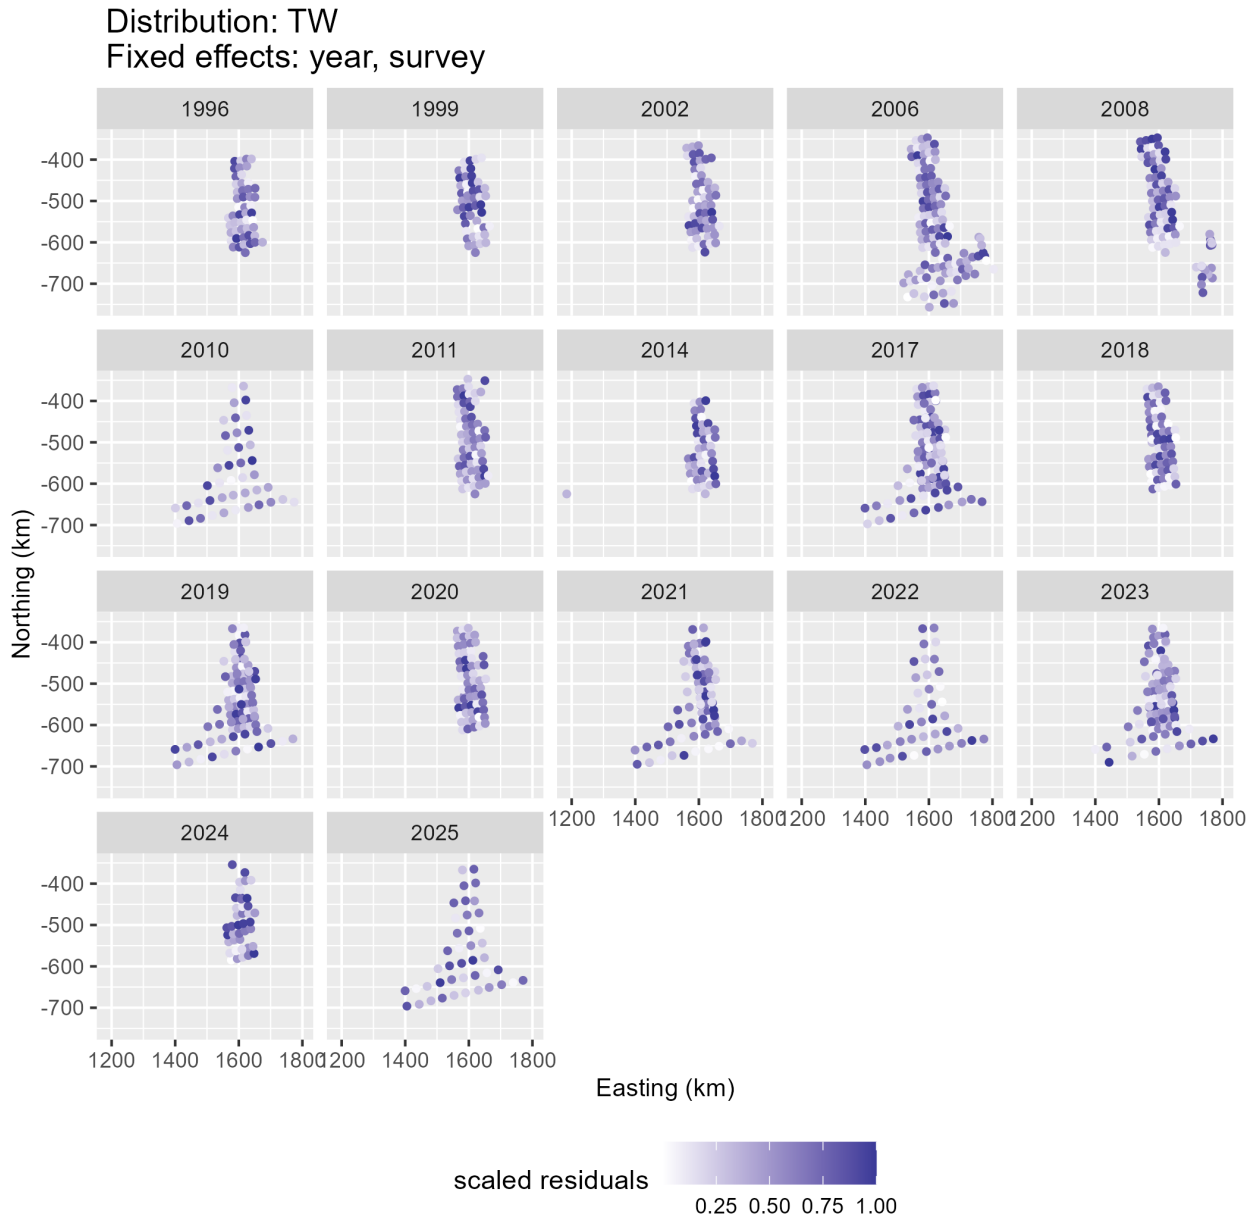 Distribution: TW
Fixed effects: year, survey
1996 1999 2002 2006 2008
-400
-500
-600
-700
2010 2011 2014 2017 2018
-400
-500
-600
-700
Northing (km)
2019 2020 2021 2022 2023
-400
-500
-600
-700
1200 1400 1600 1800 1200 1400 1600 1800 1200 1400 1600 1800
2024 2025
-400
-500
-600
-700
1200 1400 1600 1800 1200 1400 1600 1800
Easting (km)
scaled residuals
0.25 0.50 0.75 1.00